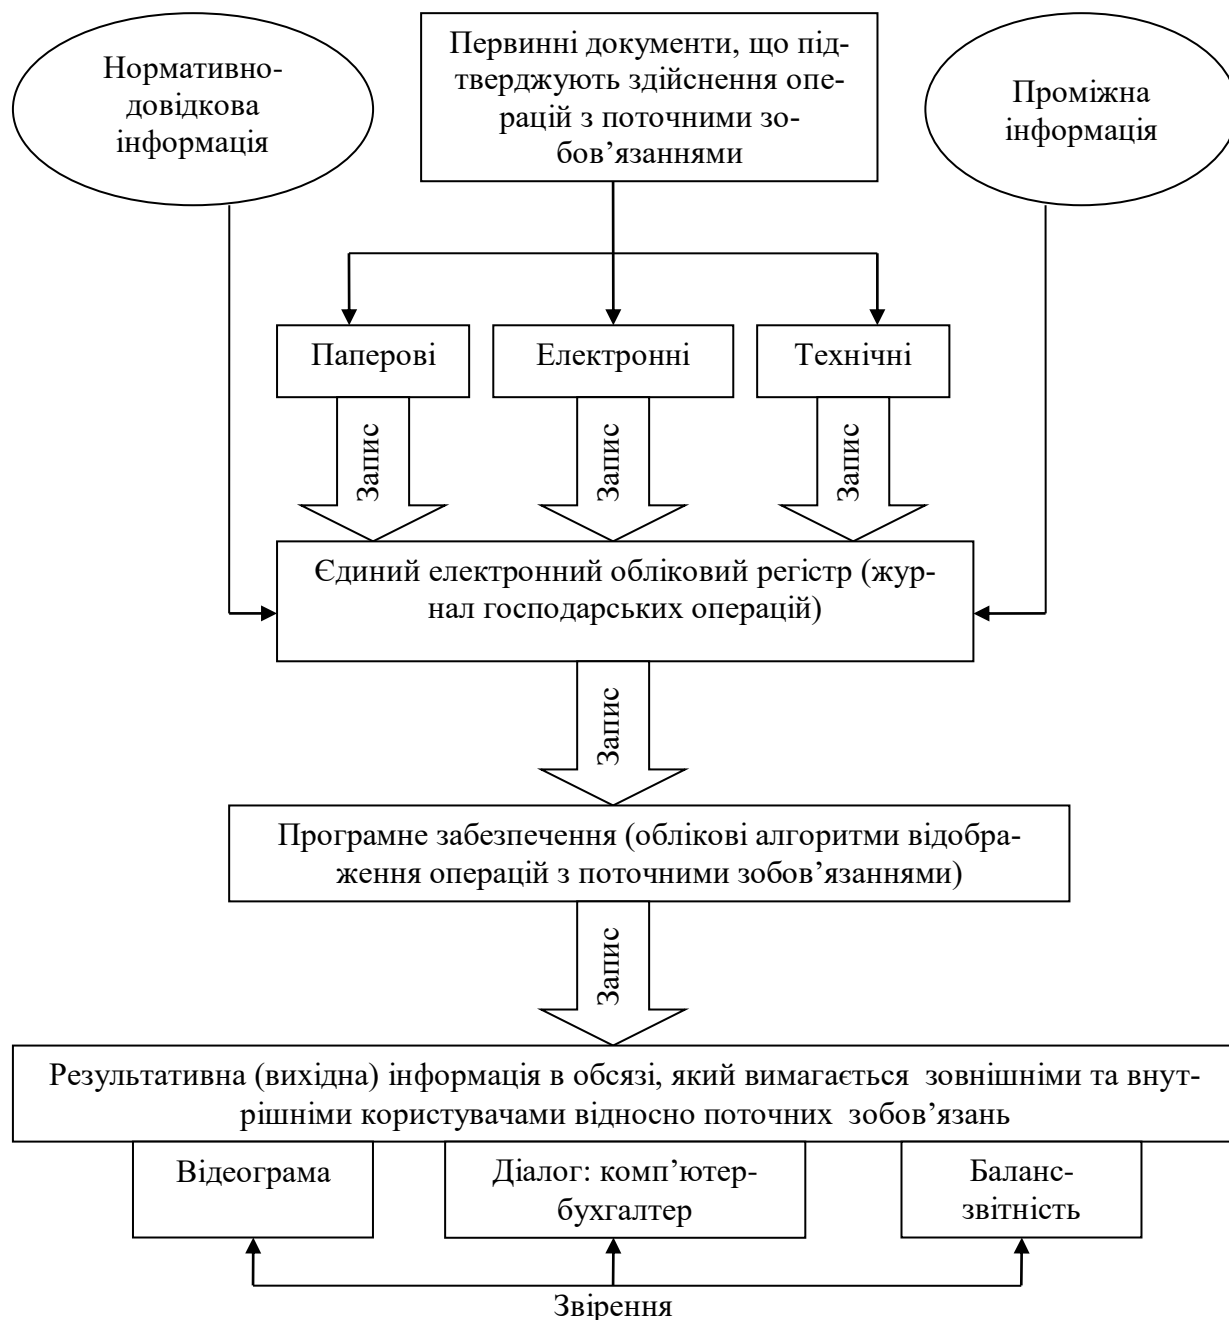 Нормативно-
довідкова
інформація
Первинні документи, що під-
тверджують здійснення опе-
рацій з поточними зо-
бов’язаннями
Проміжна
інформація
Паперові
Електронні
Технічні
Запис
Запис
Запис
Єдиний електронний обліковий регістр (жур-
нал господарських операцій)
Запис
Програмне забезпечення (облікові алгоритми відобра-
ження операцій з поточними зобов’язаннями)
Запис
Результативна (вихідна) інформація в обсязі, який вимагається  зовнішніми та внут-
рішніми користувачами відносно поточних  зобов’язань
Відеограма
Діалог: комп’ютер-
бухгалтер
Баланс-
звітність
Звірення